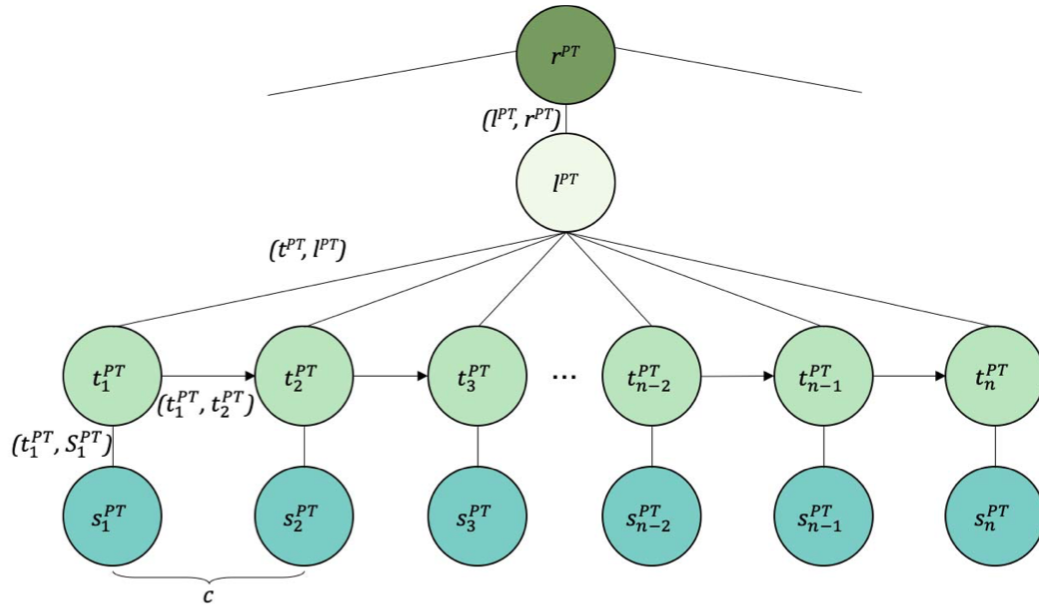 r^PT
(l^PT, r^PT)
l^PT
(t^PT, l^PT)
t_1^PT t_2^PT t_3^PT ... t_{n-2}^PT t_{n-1}^PT t_n^PT
(t_1^PT, t_2^PT)
(t_1^PT, S_1^PT)
s_1^PT s_2^PT s_3^PT s_{n-2}^PT s_{n-1}^PT s_n^PT
c